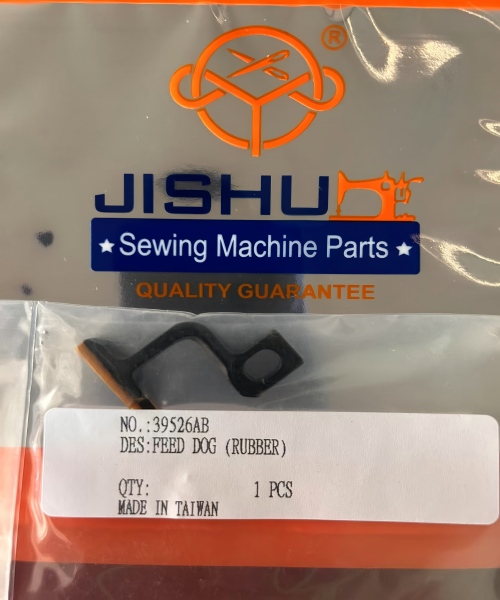 ®
JISHU
Sewing Machine Parts
QUALITY GUARANTEE
NO.:39526AB
DES:FEED DOG (RUBBER)
QTY: 1 PCS
MADE IN TAIWAN